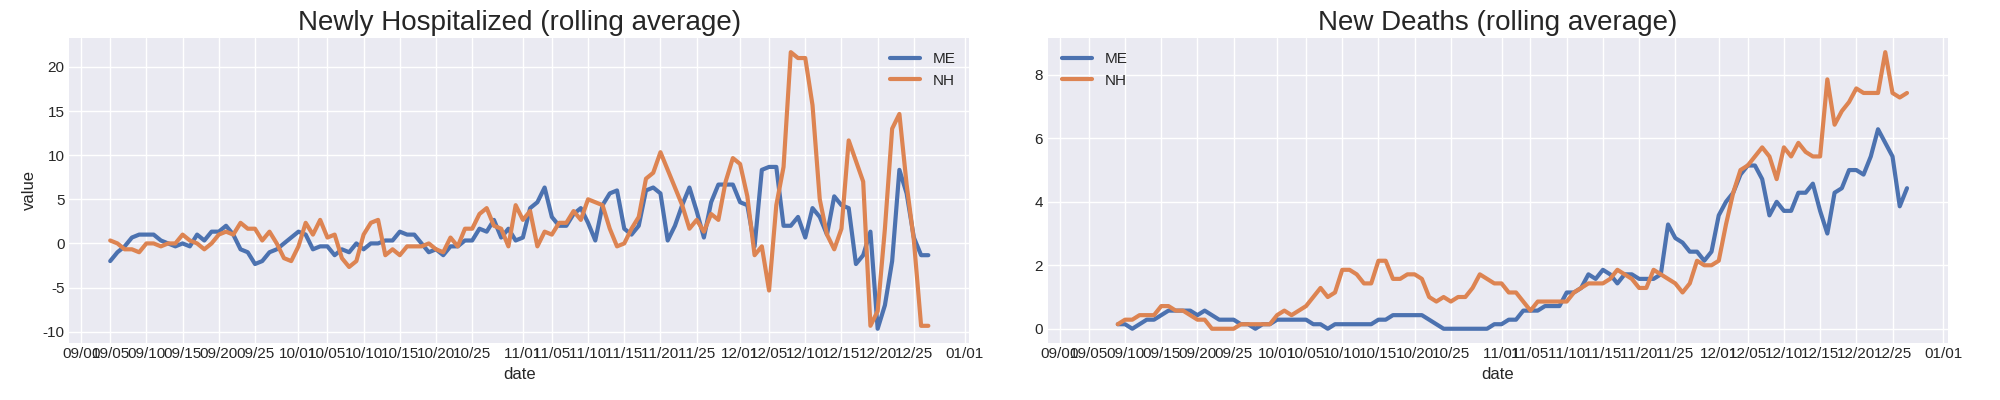 Newly Hospitalized (rolling average)
ME
NH
20
15
10
5
0
-5
-10
value
09/01 09/05 09/10 09/15 09/20 09/25 10/01 10/05 10/10 10/15 10/20 10/25 11/01 11/05 11/10 11/15 11/20 11/25 12/01 12/05 12/10 12/15 12/20 12/25 01/01
date
New Deaths (rolling average)
ME
NH
8
6
4
2
0
09/01 09/05 09/10 09/15 09/20 09/25 10/01 10/05 10/10 10/15 10/20 10/25 11/01 11/05 11/10 11/15 11/20 11/25 12/01 12/05 12/10 12/15 12/20 12/25 01/01
date